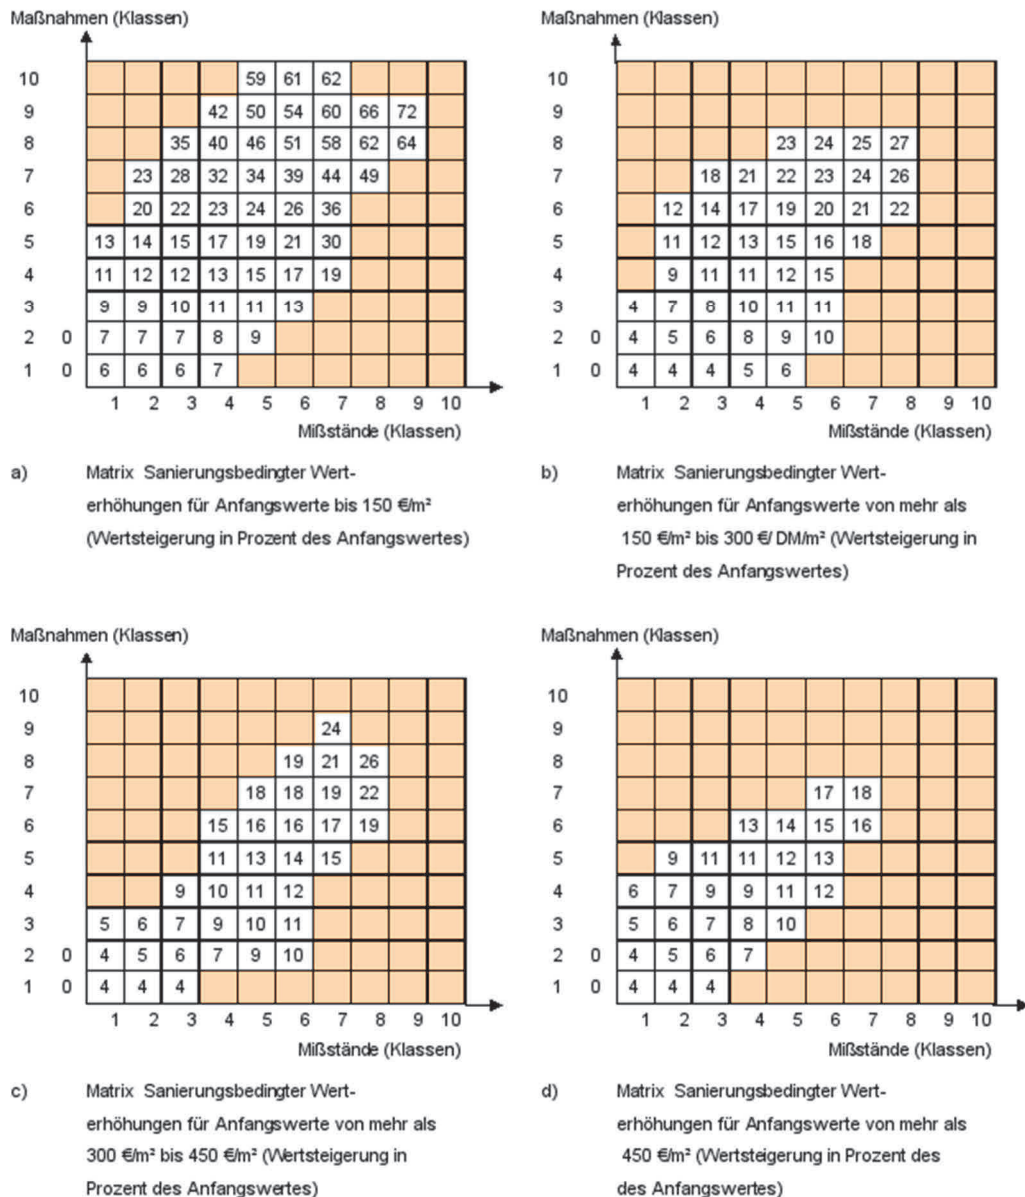 Maßnahmen (Klassen)
10 59 61 62
9 42 50 54 60 66 72
8 35 40 46 51 58 62 64
7 23 28 32 34 39 44 49
6 20 22 23 24 26 36
5 13 14 15 17 19 21 30
4 11 12 12 13 15 17 19
3 9 9 10 11 11 13
2 0 7 7 7 8 9
1 0 6 6 6 7
1 2 3 4 5 6 7 8 9 10
Mißstände (Klassen)
a) Matrix Sanierungsbedingter Wert-
erhöhungen für Anfangswerte bis 150 €/m²
(Wertsteigerung in Prozent des Anfangswertes)
Maßnahmen (Klassen)
10
9
8 23 24 25 27
7 18 21 22 23 24 26
6 12 14 17 19 20 21 22
5 11 12 13 15 16 18
4 9 11 11 12 15
3 4 7 8 10 11 11
2 0 4 5 6 8 9 10
1 0 4 4 4 5 6
1 2 3 4 5 6 7 8 9 10
Mißstände (Klassen)
b) Matrix Sanierungsbedingter Wert-
erhöhungen für Anfangswerte von mehr als
150 €/m² bis 300 €/ DM/m² (Wertsteigerung in
Prozent des Anfangswertes)
Maßnahmen (Klassen)
10
9 24
8 19 21 26
7 18 18 19 22
6 15 16 16 17 19
5 11 13 14 15
4 9 10 11 12
3 5 6 7 9 10 11
2 0 4 5 6 7 9 10
1 0 4 4 4
1 2 3 4 5 6 7 8 9 10
Mißstände (Klassen)
c) Matrix Sanierungsbedingter Wert-
erhöhungen für Anfangswerte von mehr als
300 €/m² bis 450 €/m² (Wertsteigerung in
Prozent des Anfangswertes)
Maßnahmen (Klassen)
10
9
8
7 17 18
6 13 14 15 16
5 9 11 11 12 13
4 6 7 9 9 11 12
3 5 6 7 8 10
2 0 4 5 6 7
1 0 4 4 4
1 2 3 4 5 6 7 8 9 10
Mißstände (Klassen)
d) Matrix Sanierungsbedingter Wert-
erhöhungen für Anfangswerte von mehr als
450 €/m² (Wertsteigerung in Prozent des
des Anfangswertes)